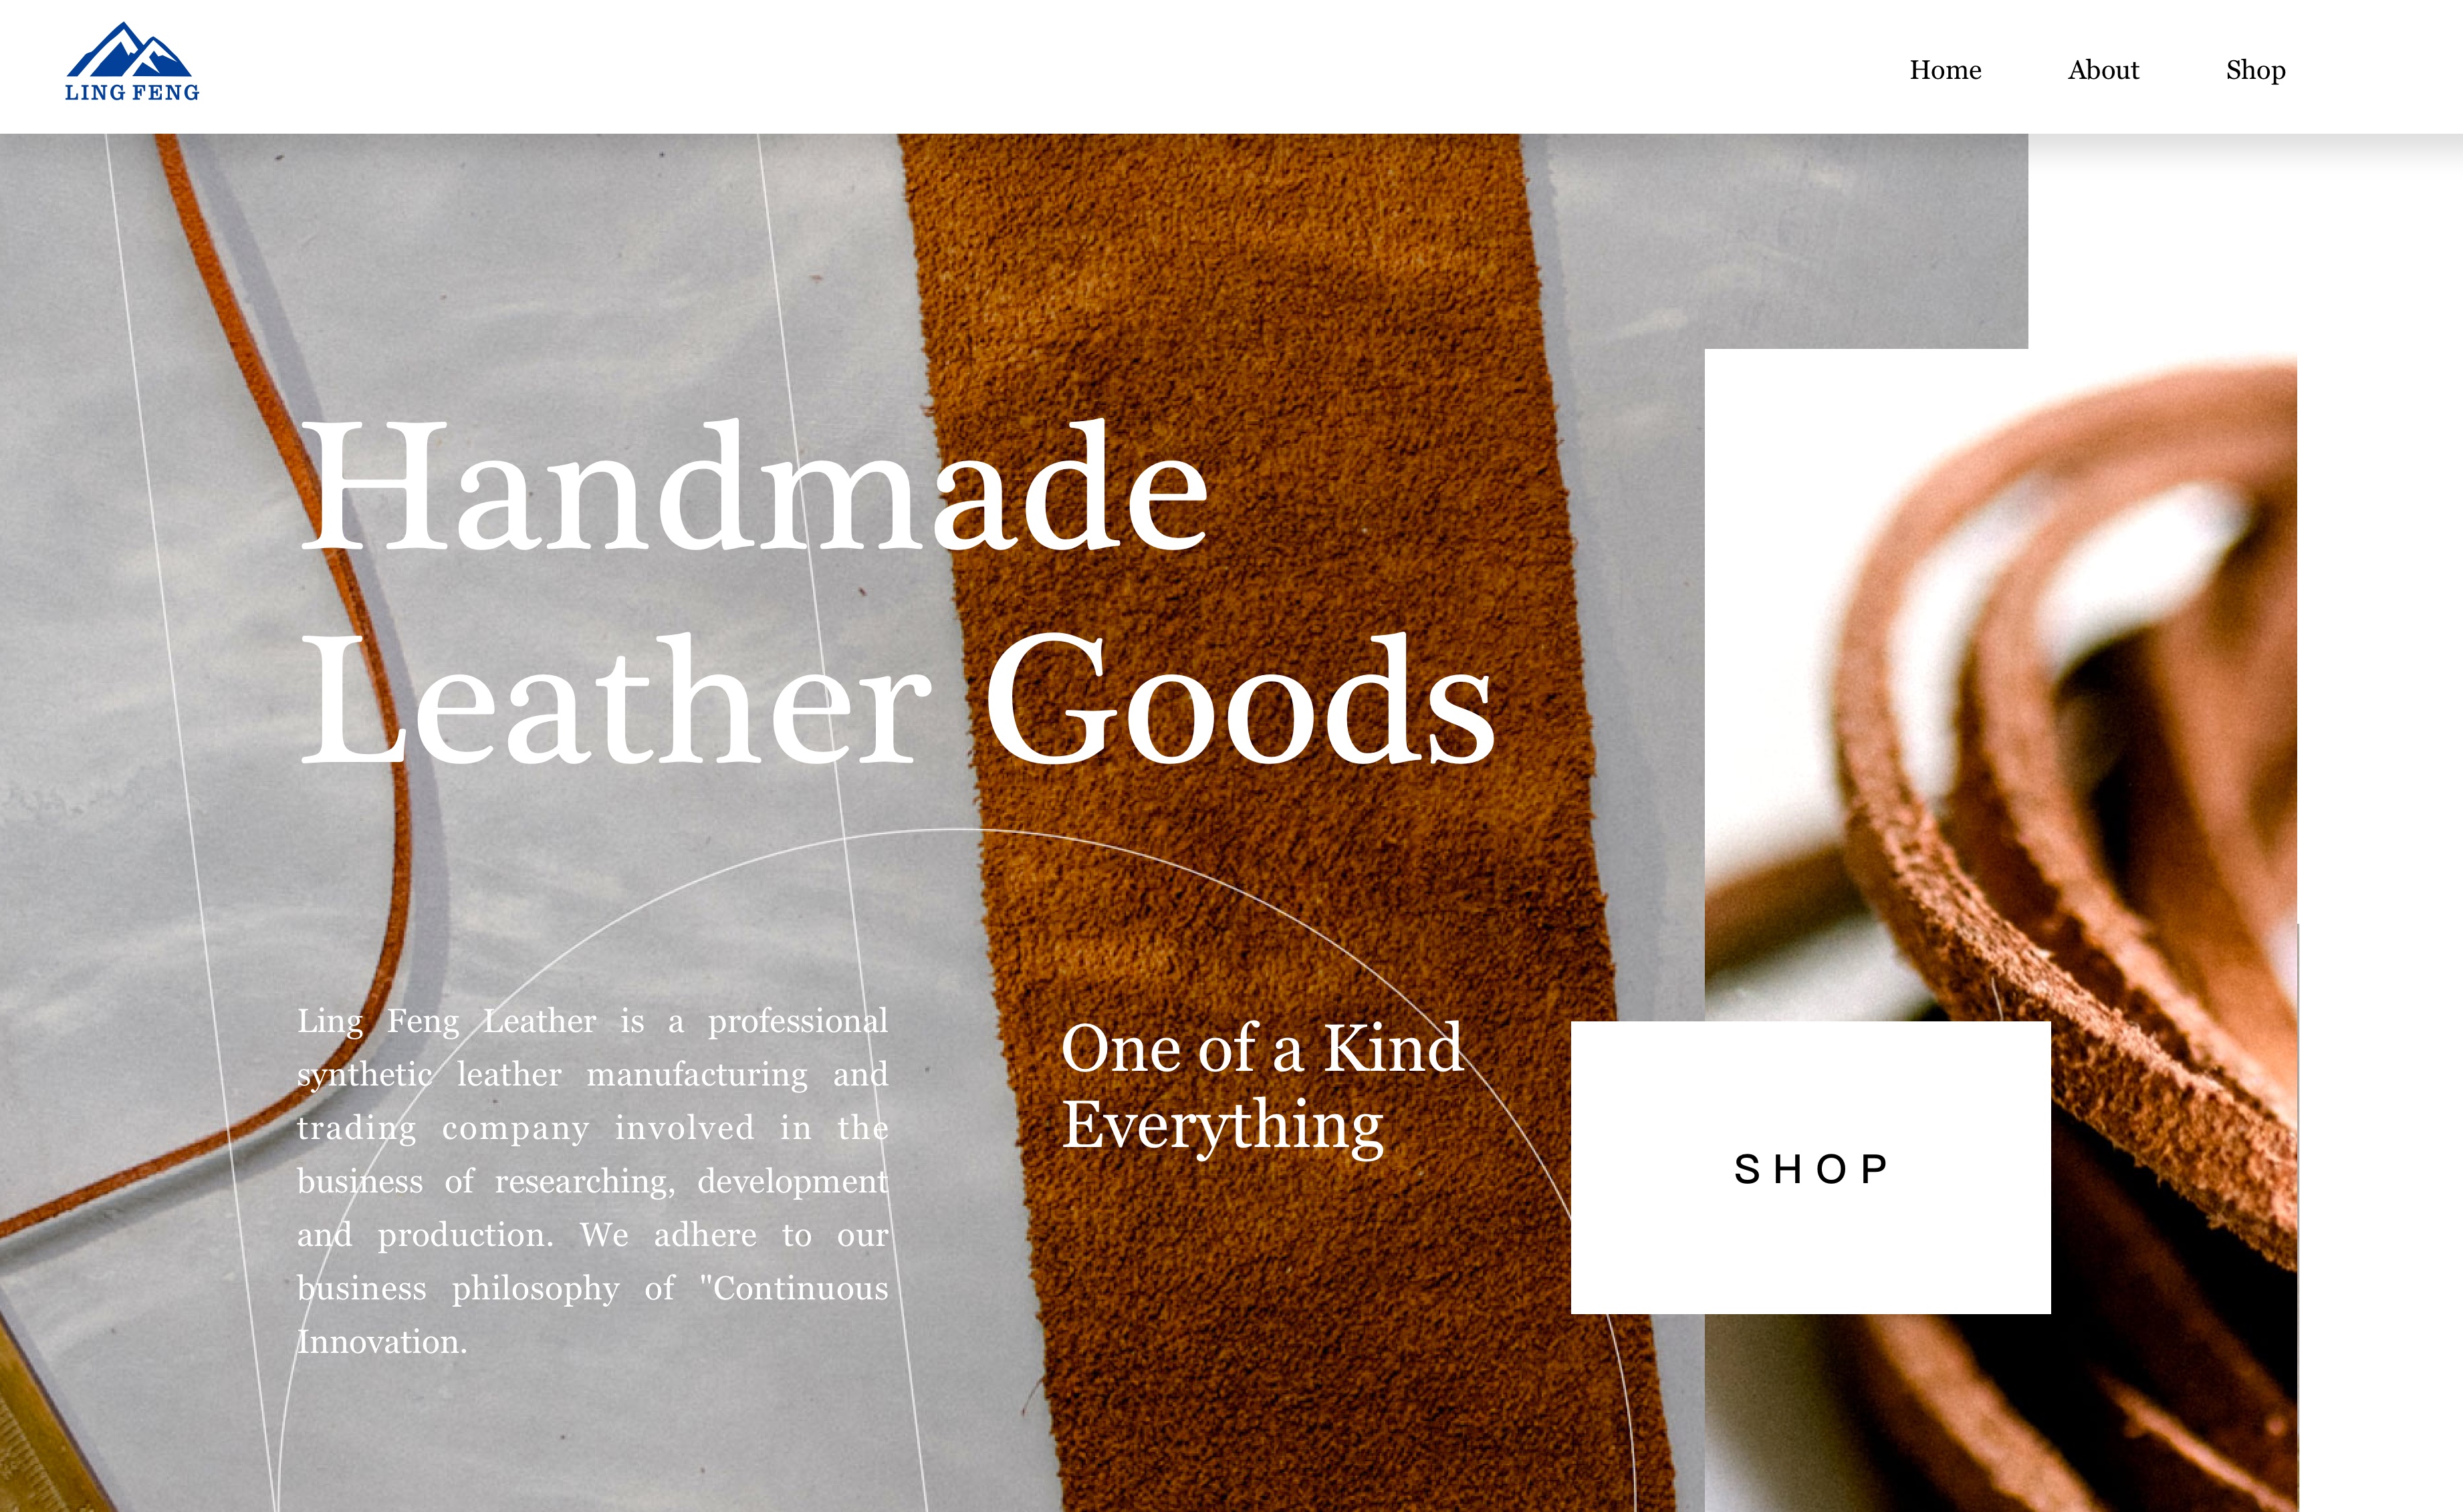 LING FENG
Home About Shop
Handmade
Leather Goods
Ling Feng Leather is a professional
synthetic leather manufacturing and
trading company involved in the
business of researching, development
and production. We adhere to our
business philosophy of "Continuous
Innovation.
One of a Kind
Everything
SHOP